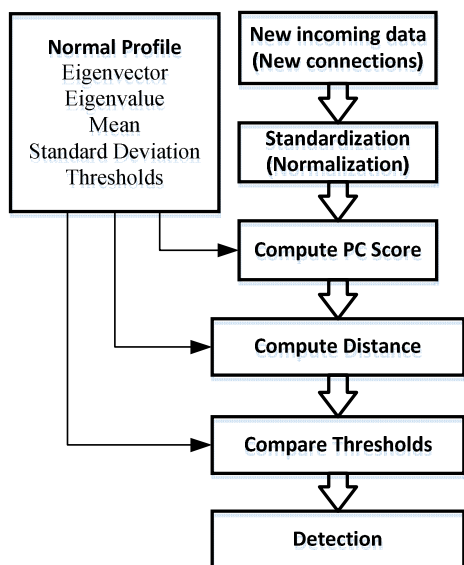 Normal Profile
Eigenvector
Eigenvalue
Mean
Standard Deviation
Thresholds
New incoming data
(New connections)
Standardization
(Normalization)
Compute PC Score
Compute Distance
Compare Thresholds
Detection